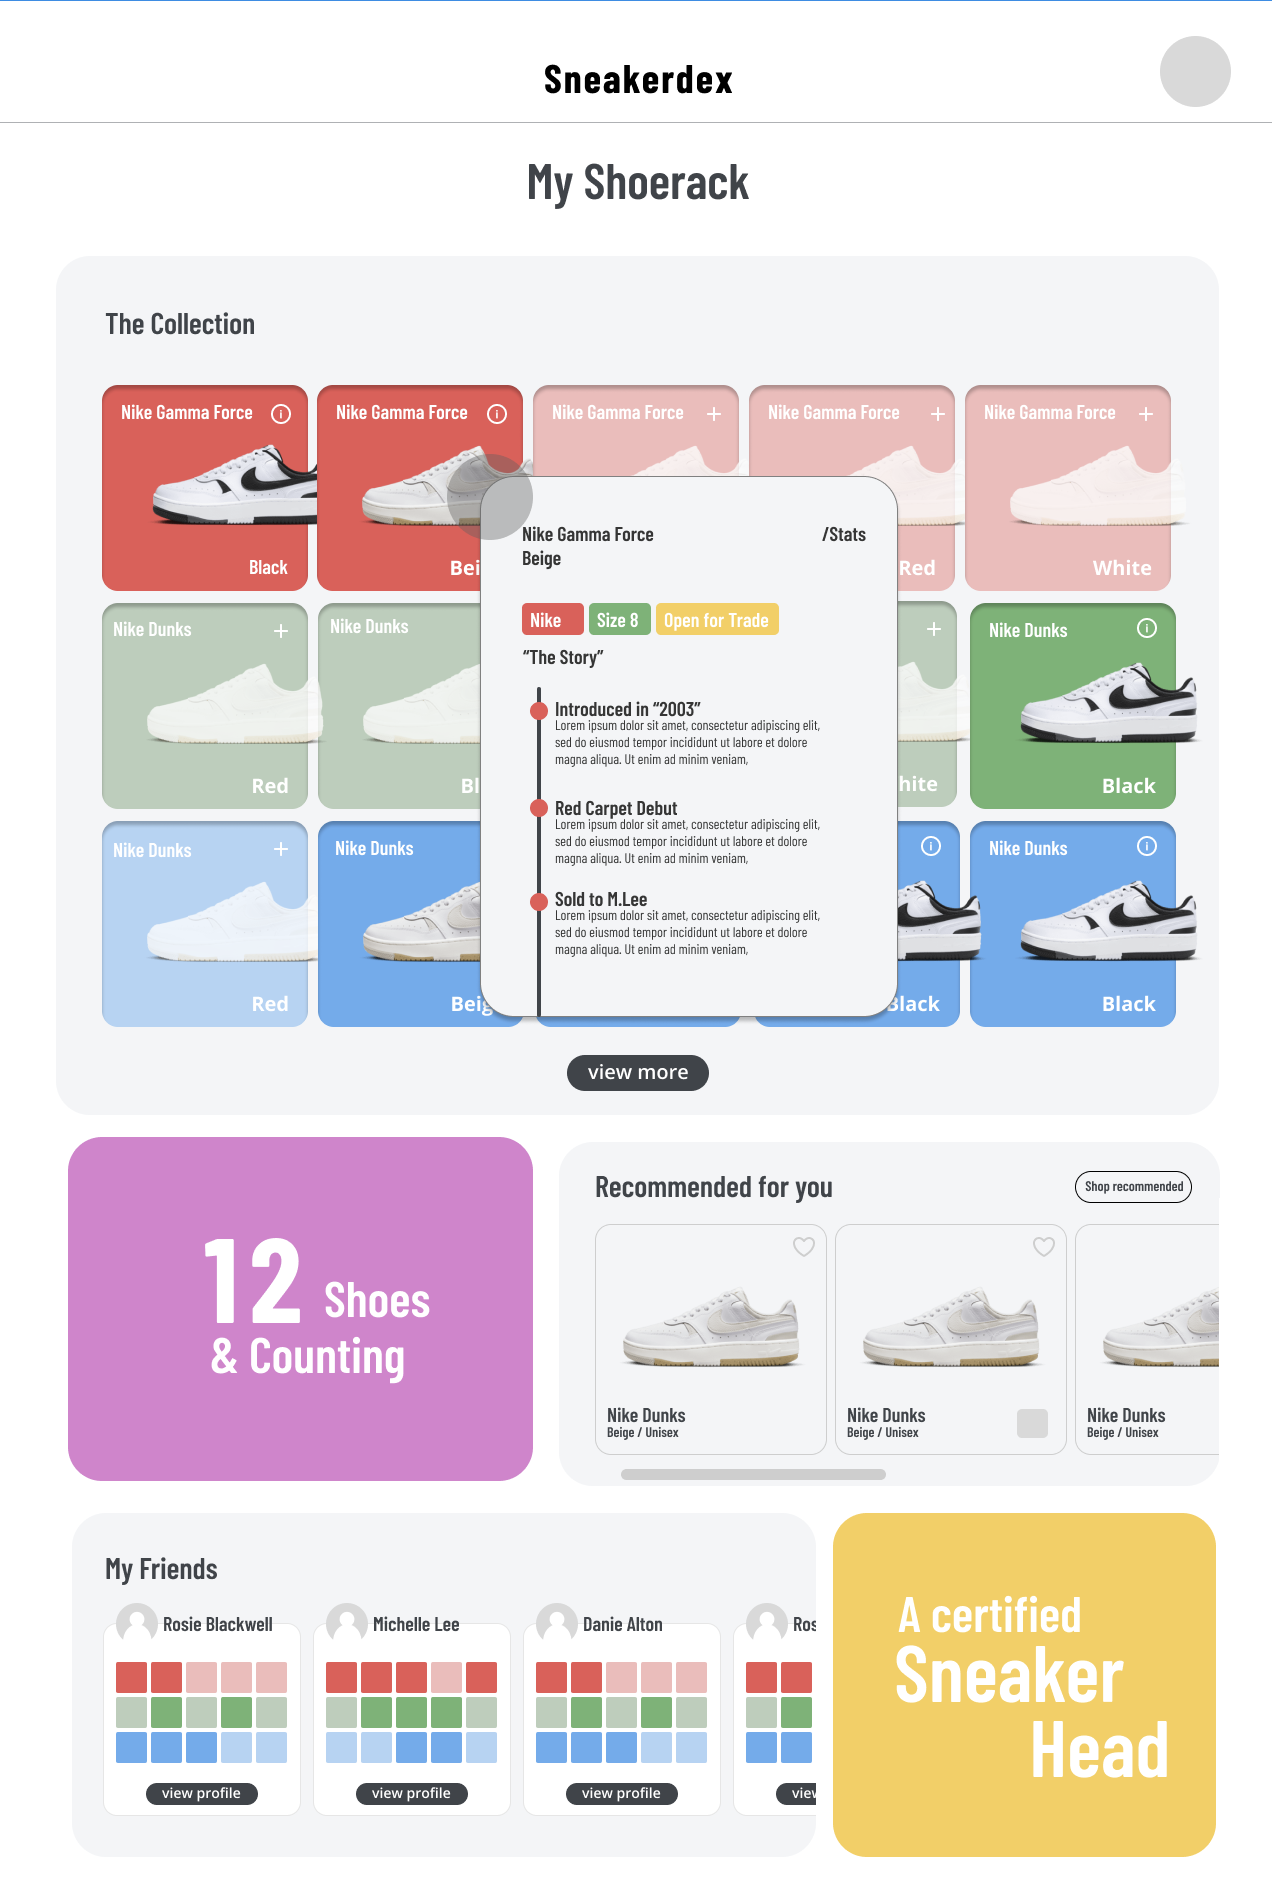 Sneakerdex
My Shoerack
The Collection
Nike Gamma Force
Nike Gamma Force
Nike Gamma Force
Nike Gamma Force
Nike Gamma Force
Black
Bei
Red
White
Nike Gamma Force
Beige
/Stats
Nike
Size 8
Open for Trade
“The Story”
Introduced in “2003”
Lorem ipsum dolor sit amet, consectetur adipiscing elit,
sed do eiusmod tempor incididunt ut labore et dolore
magna aliqua. Ut enim ad minim veniam,
Red Carpet Debut
Lorem ipsum dolor sit amet, consectetur adipiscing elit,
sed do eiusmod tempor incididunt ut labore et dolore
magna aliqua. Ut enim ad minim veniam,
Sold to M.Lee
Lorem ipsum dolor sit amet, consectetur adipiscing elit,
sed do eiusmod tempor incididunt ut labore et dolore
magna aliqua. Ut enim ad minim veniam,
Nike Dunks
Nike Dunks
Nike Dunks
Red
Bl
hite
Black
Nike Dunks
Nike Dunks
Nike Dunks
Red
Beig
Black
Black
view more
12 Shoes
& Counting
Recommended for you
Shop recommended
Nike Dunks
Beige / Unisex
Nike Dunks
Beige / Unisex
Nike Dunks
Beige / Unisex
My Friends
Rosie Blackwell
view profile
Michelle Lee
view profile
Danie Alton
view profile
Ros
view
A certified
Sneaker
Head